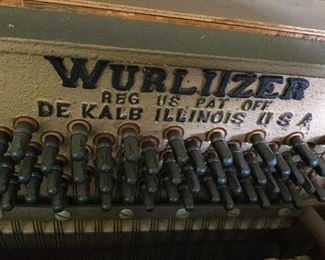 WURLITZER
REG US PAT OFF
DE KALB ILLINOIS U.S.A